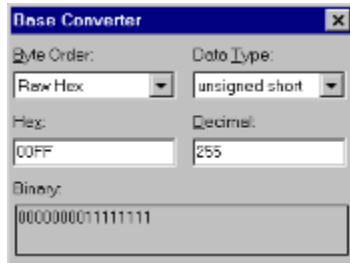 Base Converter
Byte Order: Data Type:
Raw Hex unsigned short
Hex: Decimal:
00FF 255
Binary:
0000000011111111